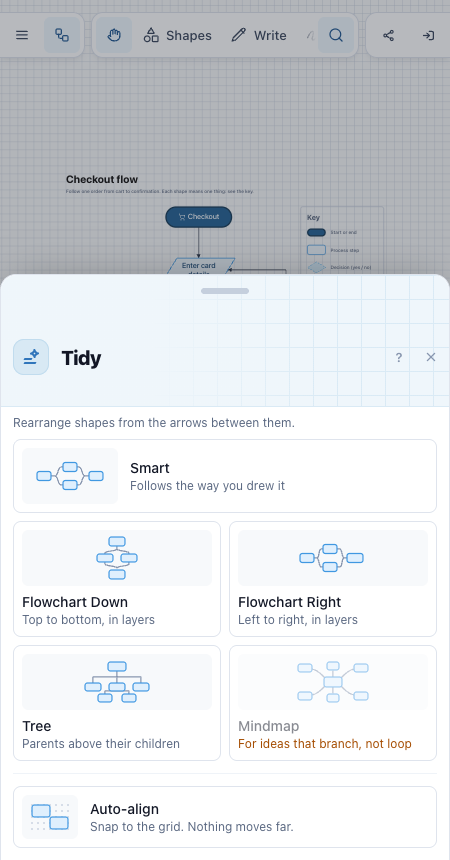 Shapes
Write
Checkout flow
Follow one order from cart to confirmation. Each shape means one thing: see the key.
Checkout
Key
Start or end
Process step
Enter card
details
Decision (yes / no)
Tidy
?
Rearrange shapes from the arrows between them.
Smart
Follows the way you drew it
Flowchart Down
Top to bottom, in layers
Flowchart Right
Left to right, in layers
Tree
Parents above their children
Mindmap
For ideas that branch, not loop
Auto-align
Snap to the grid. Nothing moves far.